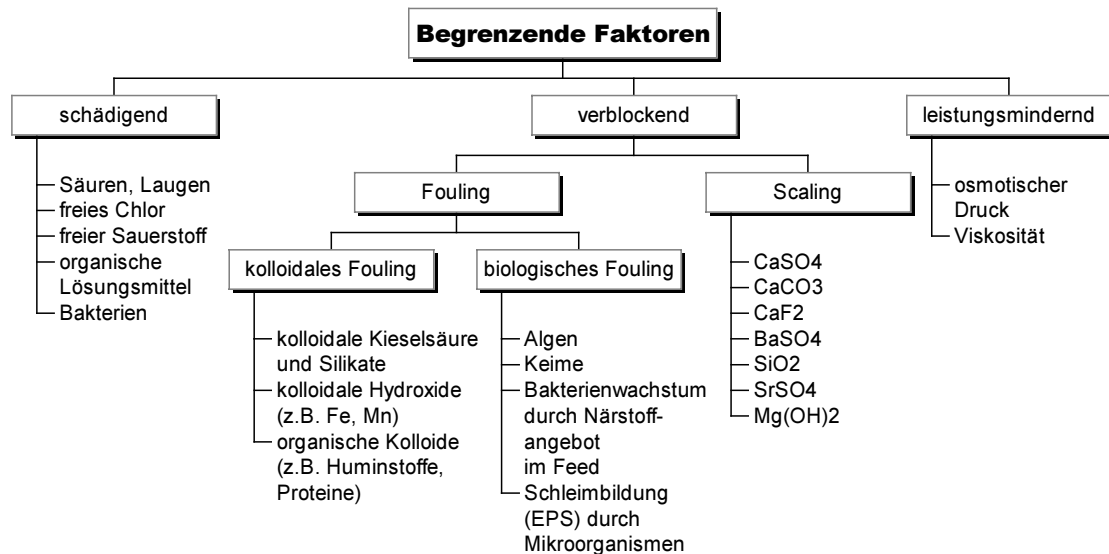 Begrenzende Faktoren
schädigend
verblockend
leistungsmindernd
Säuren, Laugen
freies Chlor
freier Sauerstoff
organische
Lösungsmittel
Bakterien
Fouling
Scaling
osmotischer
Druck
Viskosität
kolloidales Fouling
biologisches Fouling
kolloidale Kieselsäure
und Silikate
kolloidale Hydroxide
(z.B. Fe, Mn)
organische Kolloide
(z.B. Huminstoffe,
Proteine)
Algen
Keime
Bakterienwachstum
durch Närstoff-
angebot
im Feed
Schleimbildung
(EPS) durch
Mikroorganismen
CaSO4
CaCO3
CaF2
BaSO4
SiO2
SrSO4
Mg(OH)2